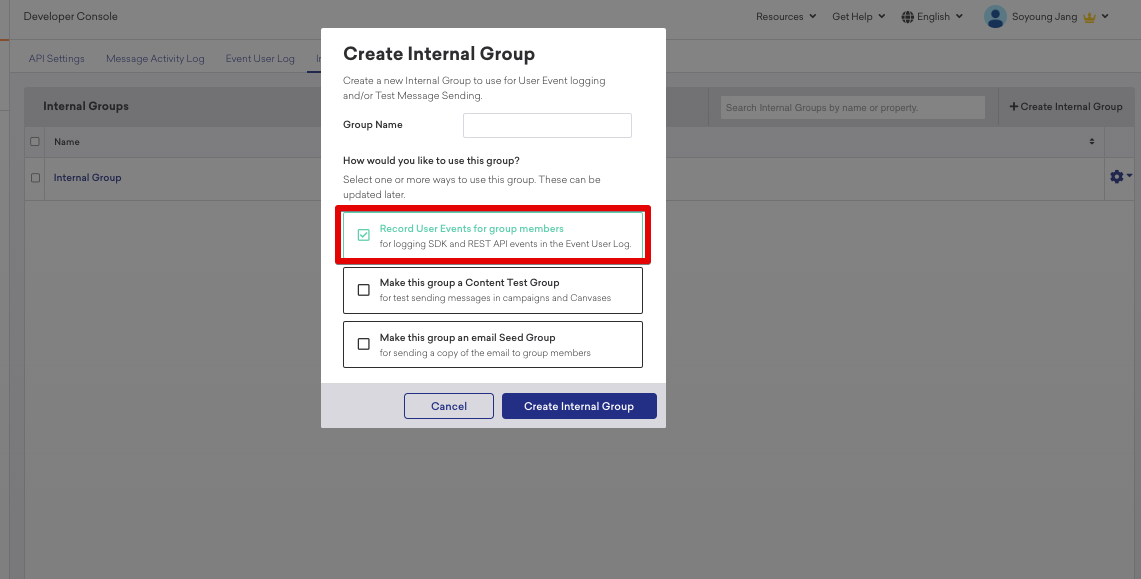 Developer Console
Resources
Get Help
English
Soyoung Jang
API Settings
Message Activity Log
Event User Log
Internal Groups
Search Internal Groups by name or property.
Create Internal Group
Name
Internal Group
Create Internal Group
Create a new Internal Group to use for User Event logging
and/or Test Message Sending.
Group Name
How would you like to use this group?
Select one or more ways to use this group. These can be
updated later.
Record User Events for group members
for logging SDK and REST API events in the Event User Log.
Make this group a Content Test Group
for test sending messages in campaigns and Canvases
Make this group an email Seed Group
for sending a copy of the email to group members
Cancel
Create Internal Group